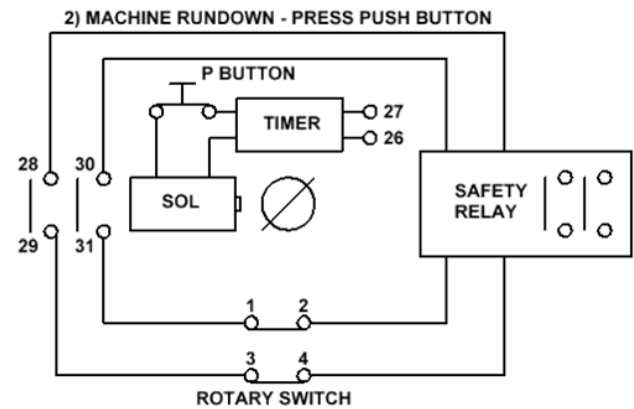 2) MACHINE RUNDOWN - PRESS PUSH BUTTON
P BUTTON
TIMER
27
26
28
30
SOL
SAFETY
RELAY
29
31
1
2
3
4
ROTARY SWITCH